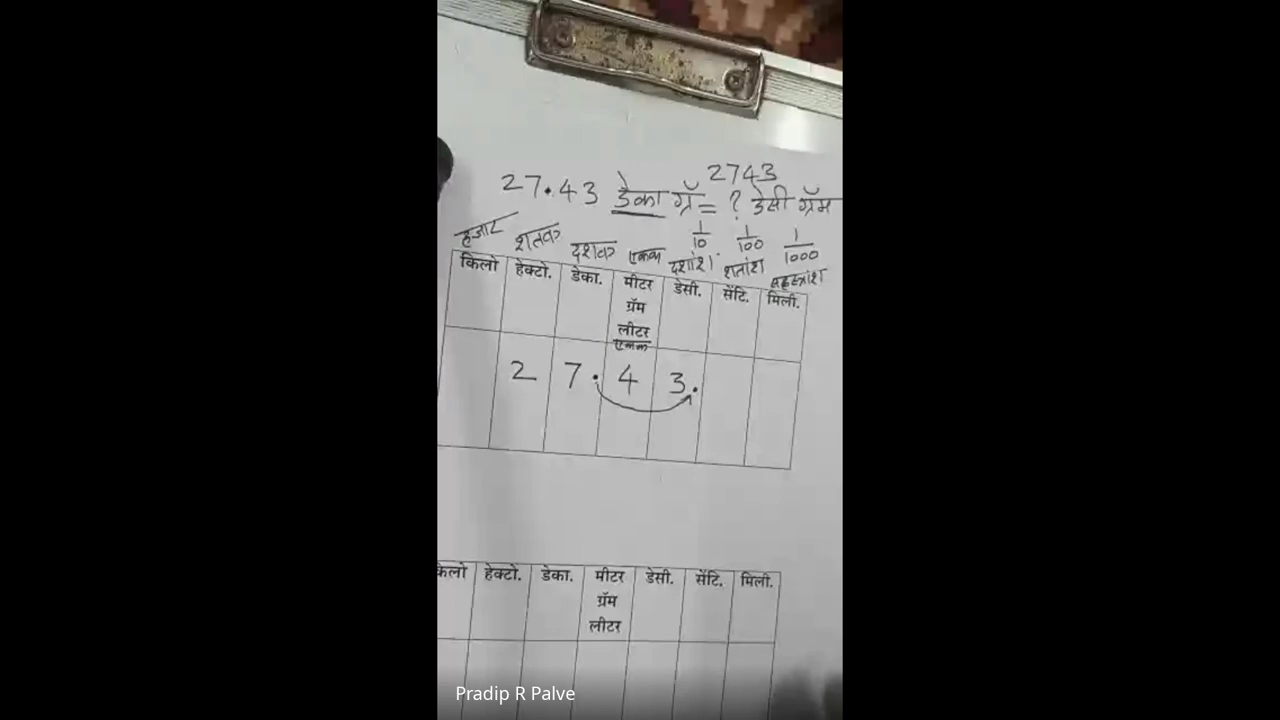 2743
27.43 डेका ग्रॅ = ? डेसी ग्रॅम
1/10 1/100 1/1000
हजार शतक दशक एकक दशांश शतांश सहस्त्रांश
किलो हेक्टो. डेका. मीटर डेसी. सेंटि. मिली.
ग्रॅम
लीटर
एकक
2 7. 4 3.
किलो हेक्टो. डेका. मीटर डेसी. सेंटि. मिली.
ग्रॅम
लीटर
Pradip R Palve